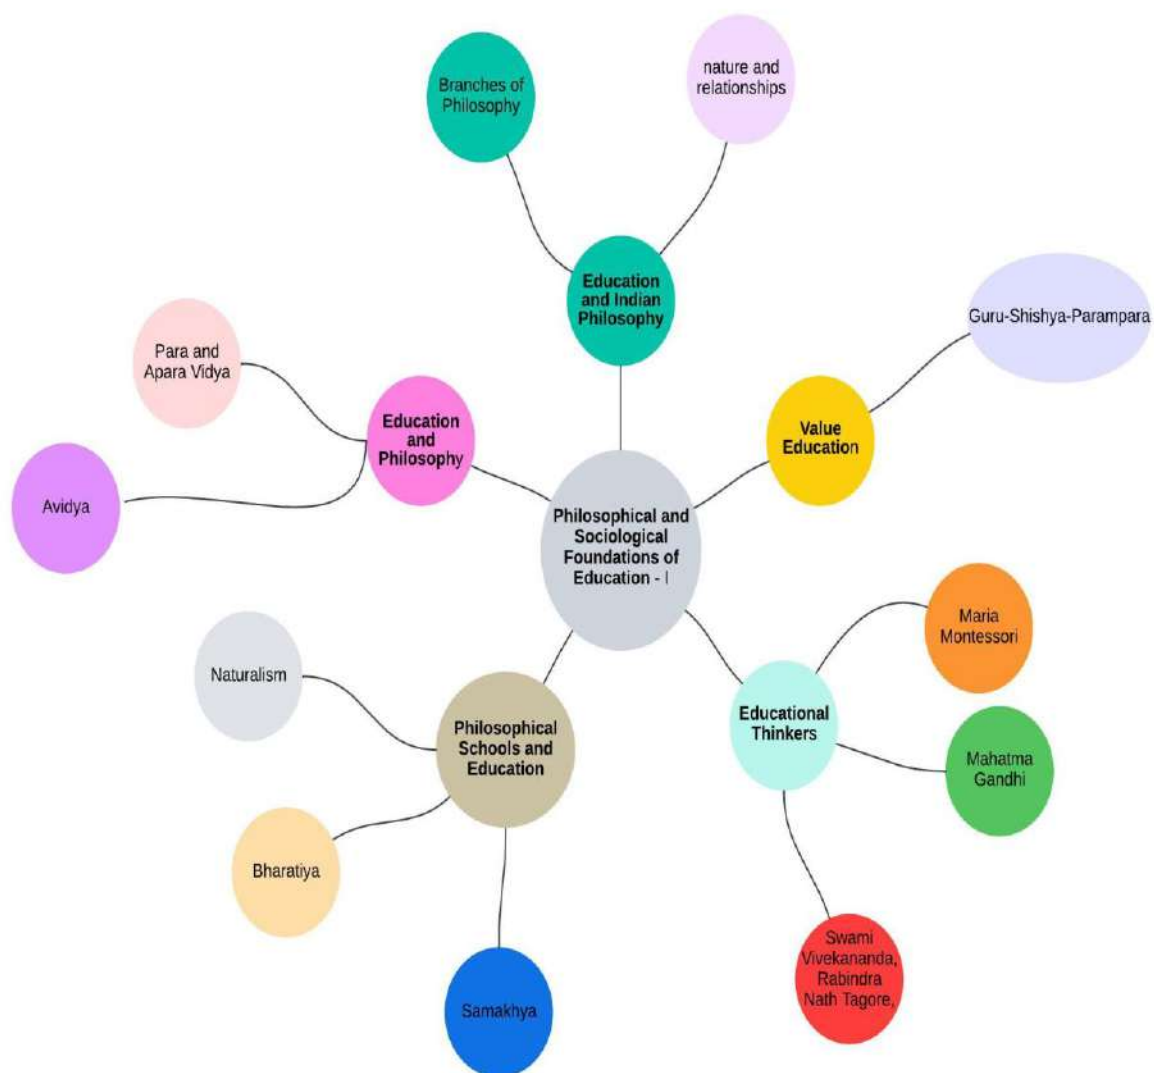 Branches of
Philosophy
nature and
relationships
Education
and Indian
Philosophy
Guru-Shishya-Parampara
Para and
Apara Vidya
Education
and
Philosophy
Value
Education
Avidya
Philosophical and
Sociological
Foundations of
Education - I
Maria
Montessori
Naturalism
Philosophical
Schools and
Education
Educational
Thinkers
Mahatma
Gandhi
Bharatiya
Swami
Vivekananda,
Rabindra
Nath Tagore,
Samakhya